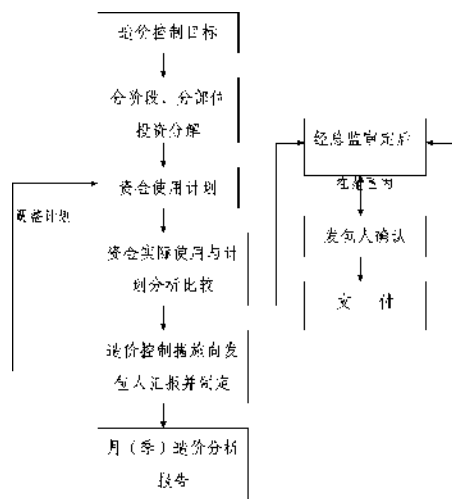 造价控制目标
分阶段、分部位
投资分解
资金使用计划
调整计划
资金实际使用与计
划分析比较
造价控制措施向发
包人汇报并制定
月（季）造价分析
报告
经总监审定后
发包人确认
支 付